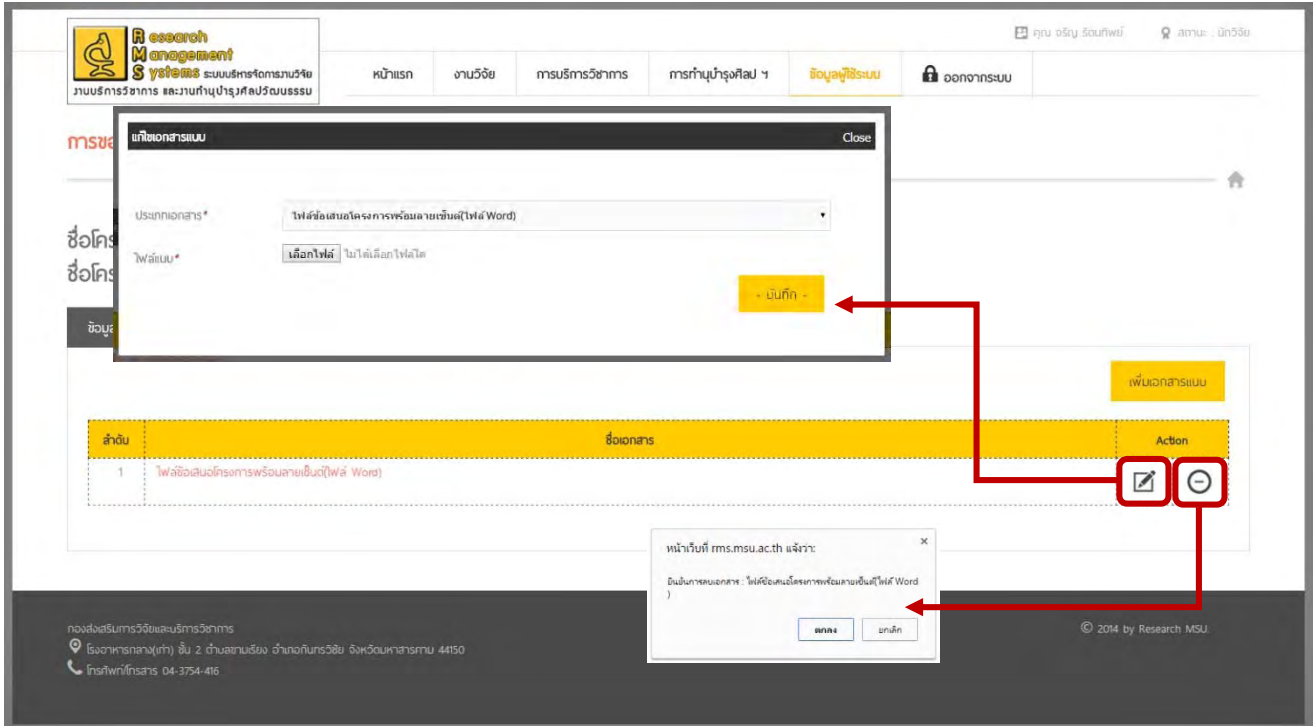 Research
Management
Systems ระบบบริหารจัดการงานวิจัย
งานบริการวิชาการ และงานทำนุบำรุงศิลปวัฒนธรรม
คุณ จรัญ รัตนทิพย์
สถานะ : นักวิจัย
หน้าแรก
งานวิจัย
การบริการวิชาการ
การทำนุบำรุงศิลป ฯ
ข้อมูลผู้ใช้ระบบ
ออกจากระบบ
การขอ
แก้ไขเอกสารแนบ
Close
ประเภทเอกสาร*
ไฟล์ข้อเสนอโครงการพร้อมลายเซ็นต์(ไฟล์ Word)
ไฟล์แนบ*
เลือกไฟล์ ไม่ได้เลือกไฟล์ใด
- บันทึก -
ชื่อโคร
ชื่อโคร
ข้อมูล
เพิ่มเอกสารแนบ
ลำดับ ชื่อเอกสาร Action
1 ไฟล์ข้อเสนอโครงการพร้อมลายเซ็นต์(ไฟล์ Word)
หน้าเว็บที่ rms.msu.ac.th แจ้งว่า:
ยืนยันการลบเอกสาร : ไฟล์ข้อเสนอโครงการพร้อมลายเซ็นต์(ไฟล์ Word
)
ตกลง ยกเลิก
กองส่งเสริมการวิจัยและบริการวิชาการ
โรงอาหารกลาง(เก่า) ชั้น 2 ตำบลขามเรียง อำเภอกันทรวิชัย จังหวัดมหาสารคาม 44150
โทรศัพท์/โทรสาร 04-3754-416
© 2014 by Research MSU.